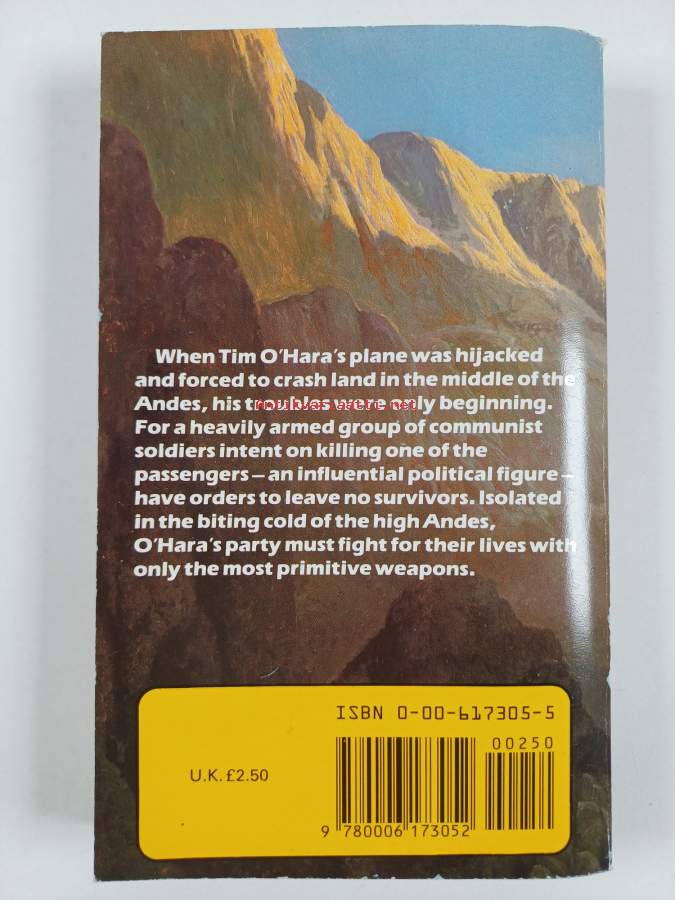 When Tim O'Hara's plane was hijacked
and forced to crash land in the middle of the
Andes, his troubles were only beginning.
antiikvaraatti.net
For a heavily armed group of communist
soldiers intent on killing one of the
passengers – an influential political figure –
have orders to leave no survivors. Isolated
in the biting cold of the high Andes,
O'Hara's party must fight for their lives with
only the most primitive weapons.
ISBN 0-00-617305-5
00250
U.K. £2.50
9 780006 173052